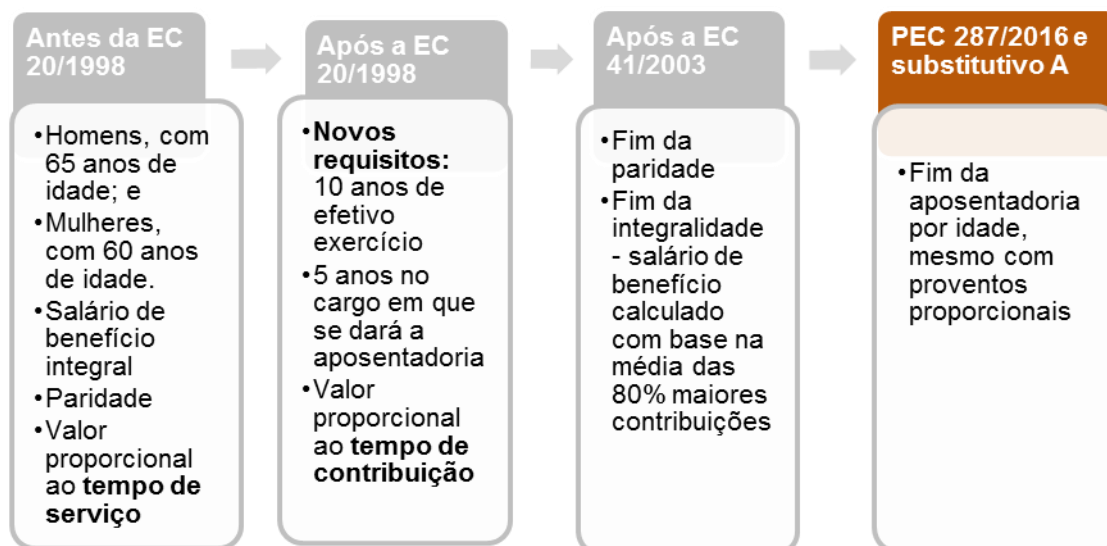 Antes da EC
20/1998
•Homens, com
65 anos de
idade; e
•Mulheres,
com 60 anos
de idade.
•Salário de
benefício
integral
•Paridade
•Valor
proporcional
ao tempo de
serviço
Após a EC
20/1998
•Novos
requisitos:
10 anos de
efetivo
exercício
•5 anos no
cargo em que
se dará a
aposentadoria
•Valor
proporcional
ao tempo de
contribuição
Após a EC
41/2003
•Fim da
paridade
•Fim da
integralidade
- salário de
benefício
calculado
com base na
média das
80% maiores
contribuições
PEC 287/2016 e
substitutivo A
•Fim da
aposentadoria
por idade,
mesmo com
proventos
proporcionais